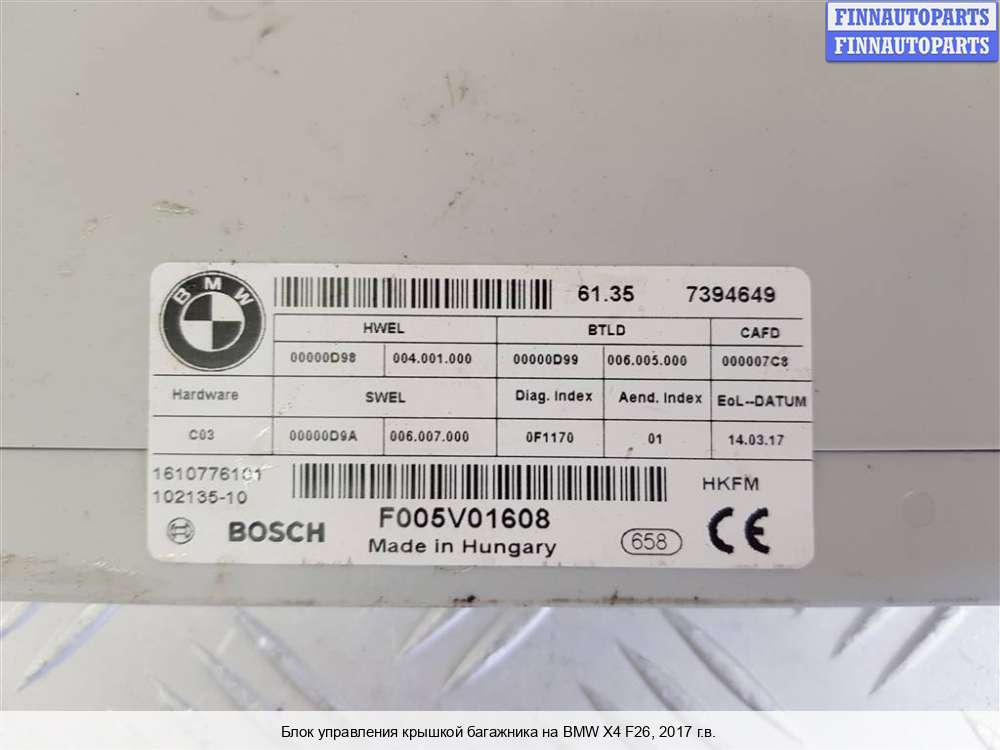 FINNAUTOPARTS
FINNAUTOPARTS
BMW
61.35 7394649
HWEL BTLD CAFD
00000D98 004.001.000 00000D99 006.005.000 000007C8
Hardware SWEL Diag. Index Aend. Index EoL--DATUM
C03 00000D9A 006.007.000 0F1170 01 14.03.17
1610776101
102135-10
HKFM
BOSCH F005V01608
Made in Hungary 658 CE
Блок управления крышкой багажника на BMW X4 F26, 2017 г.в.